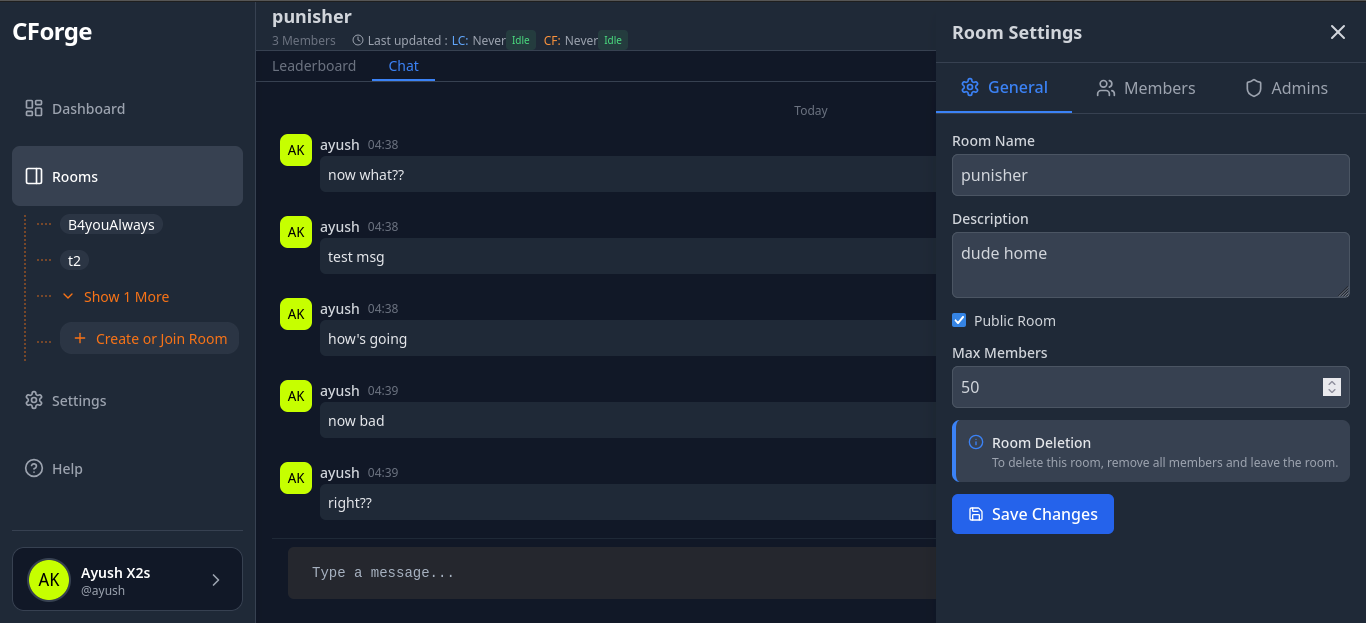 CForge
Dashboard
Rooms
B4youAlways
t2
Show 1 More
+ Create or Join Room
Settings
Help
AK
Ayush X2s
@ayush
punisher
3 Members
Last updated : LC: Never Idle CF: Never Idle
Leaderboard Chat
Today
AK
ayush 04:38
now what??
AK
ayush 04:38
test msg
AK
ayush 04:38
how's going
AK
ayush 04:39
now bad
AK
ayush 04:39
right??
Type a message...
Room Settings
General Members Admins
Room Name
punisher
Description
dude home
Public Room
Max Members
50
Room Deletion
To delete this room, remove all members and leave the room.
Save Changes